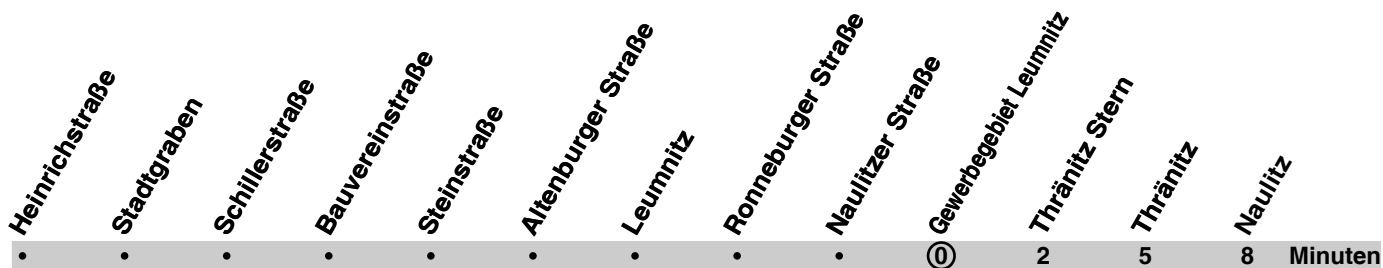 Heinrichstraße
Stadtgraben
Schillerstraße
Bauvereinstraße
Steinstraße
Altenburger Straße
Leumnitz
Ronneburger Straße
Naulitzer Straße
Gewerbegebiet Leumnitz
Thränitz Stern
Thränitz
Naulitz
• • • • • • • • • 0 2 5 8 Minuten